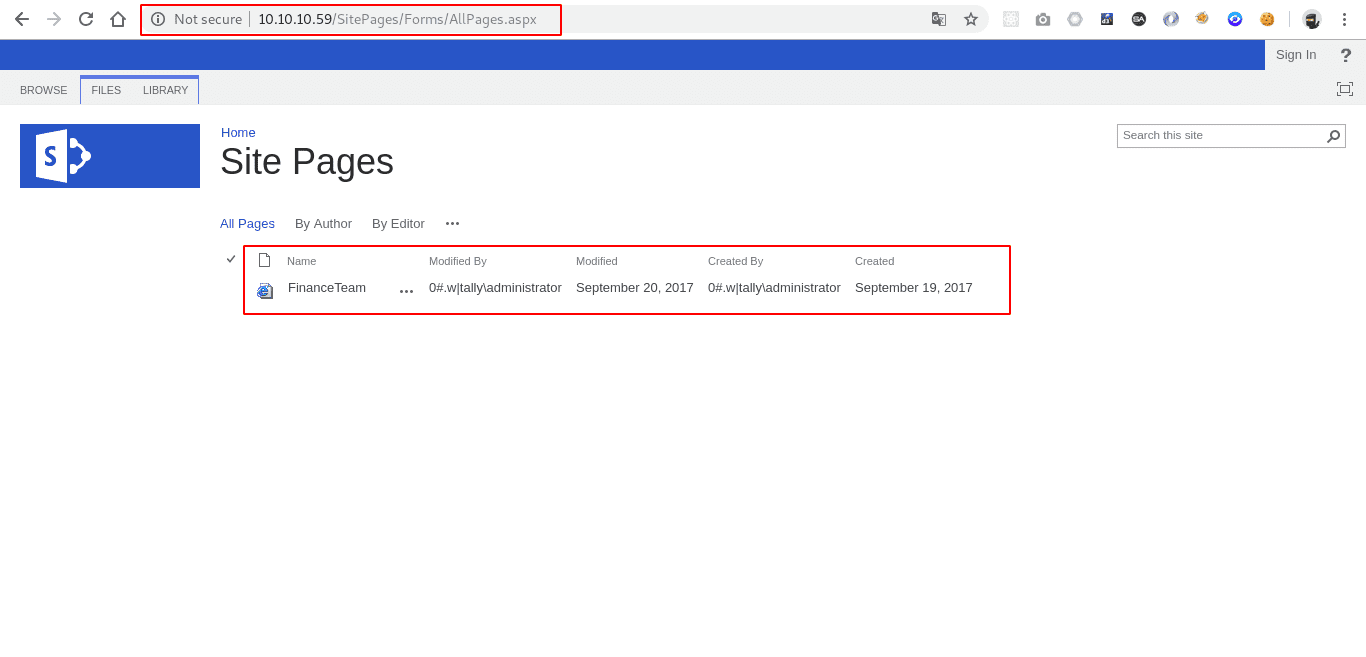 Not secure 10.10.10.59/SitePages/Forms/AllPages.aspx
Sign In ?
BROWSE FILES LIBRARY
S
Home
Site Pages
Search this site
All Pages By Author By Editor
Name Modified By Modified Created By Created
FinanceTeam 0#.w|tally\administrator September 20, 2017 0#.w|tally\administrator September 19, 2017